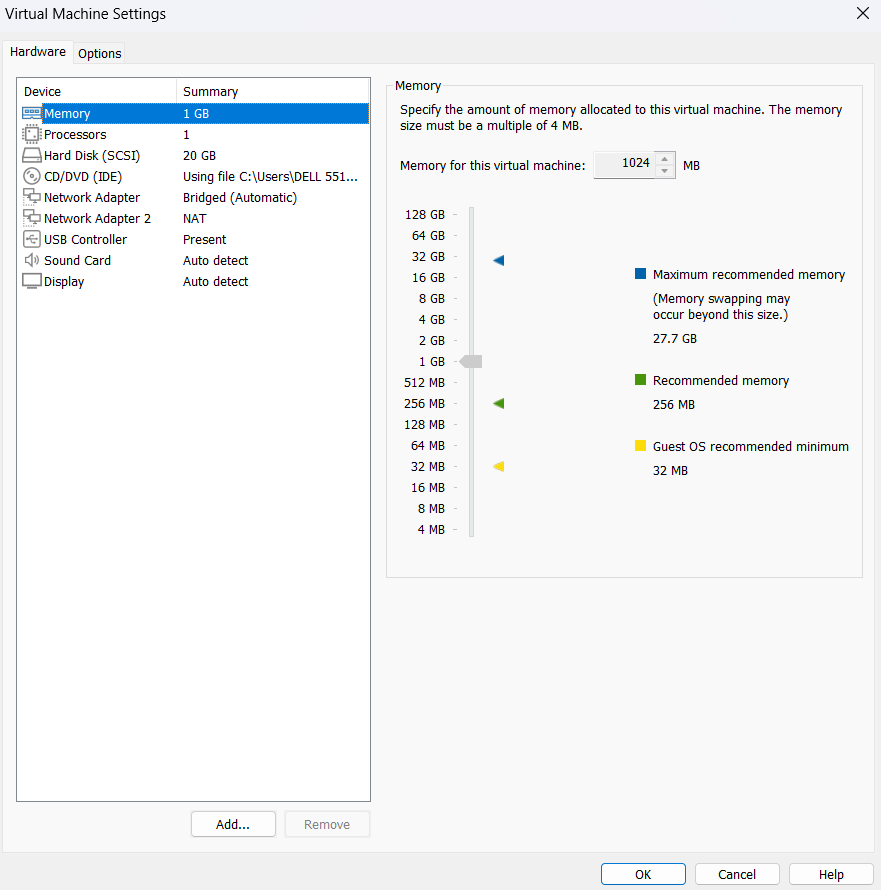 Virtual Machine Settings
Hardware Options
Device Summary
Memory 1 GB
Processors 1
Hard Disk (SCSI) 20 GB
CD/DVD (IDE) Using file C:\Users\DELL 551...
Network Adapter Bridged (Automatic)
Network Adapter 2 NAT
USB Controller Present
Sound Card Auto detect
Display Auto detect
Add... Remove
Memory
Specify the amount of memory allocated to this virtual machine. The memory
size must be a multiple of 4 MB.
Memory for this virtual machine: 1024 MB
128 GB
64 GB
32 GB
16 GB
8 GB
4 GB
2 GB
1 GB
512 MB
256 MB
128 MB
64 MB
32 MB
16 MB
8 MB
4 MB
Maximum recommended memory
(Memory swapping may
occur beyond this size.)
27.7 GB
Recommended memory
256 MB
Guest OS recommended minimum
32 MB
OK Cancel Help